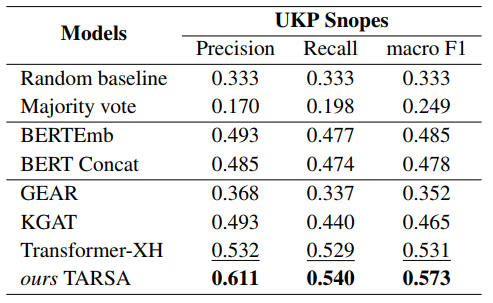 Models UKP Snopes
Precision Recall macro F1
Random baseline 0.333 0.333 0.333
Majority vote 0.170 0.198 0.249
BERTEmb 0.493 0.477 0.485
BERT Concat 0.485 0.474 0.478
GEAR 0.368 0.337 0.352
KGAT 0.493 0.440 0.465
Transformer-XH 0.532 0.529 0.531
ours TARSA 0.611 0.540 0.573